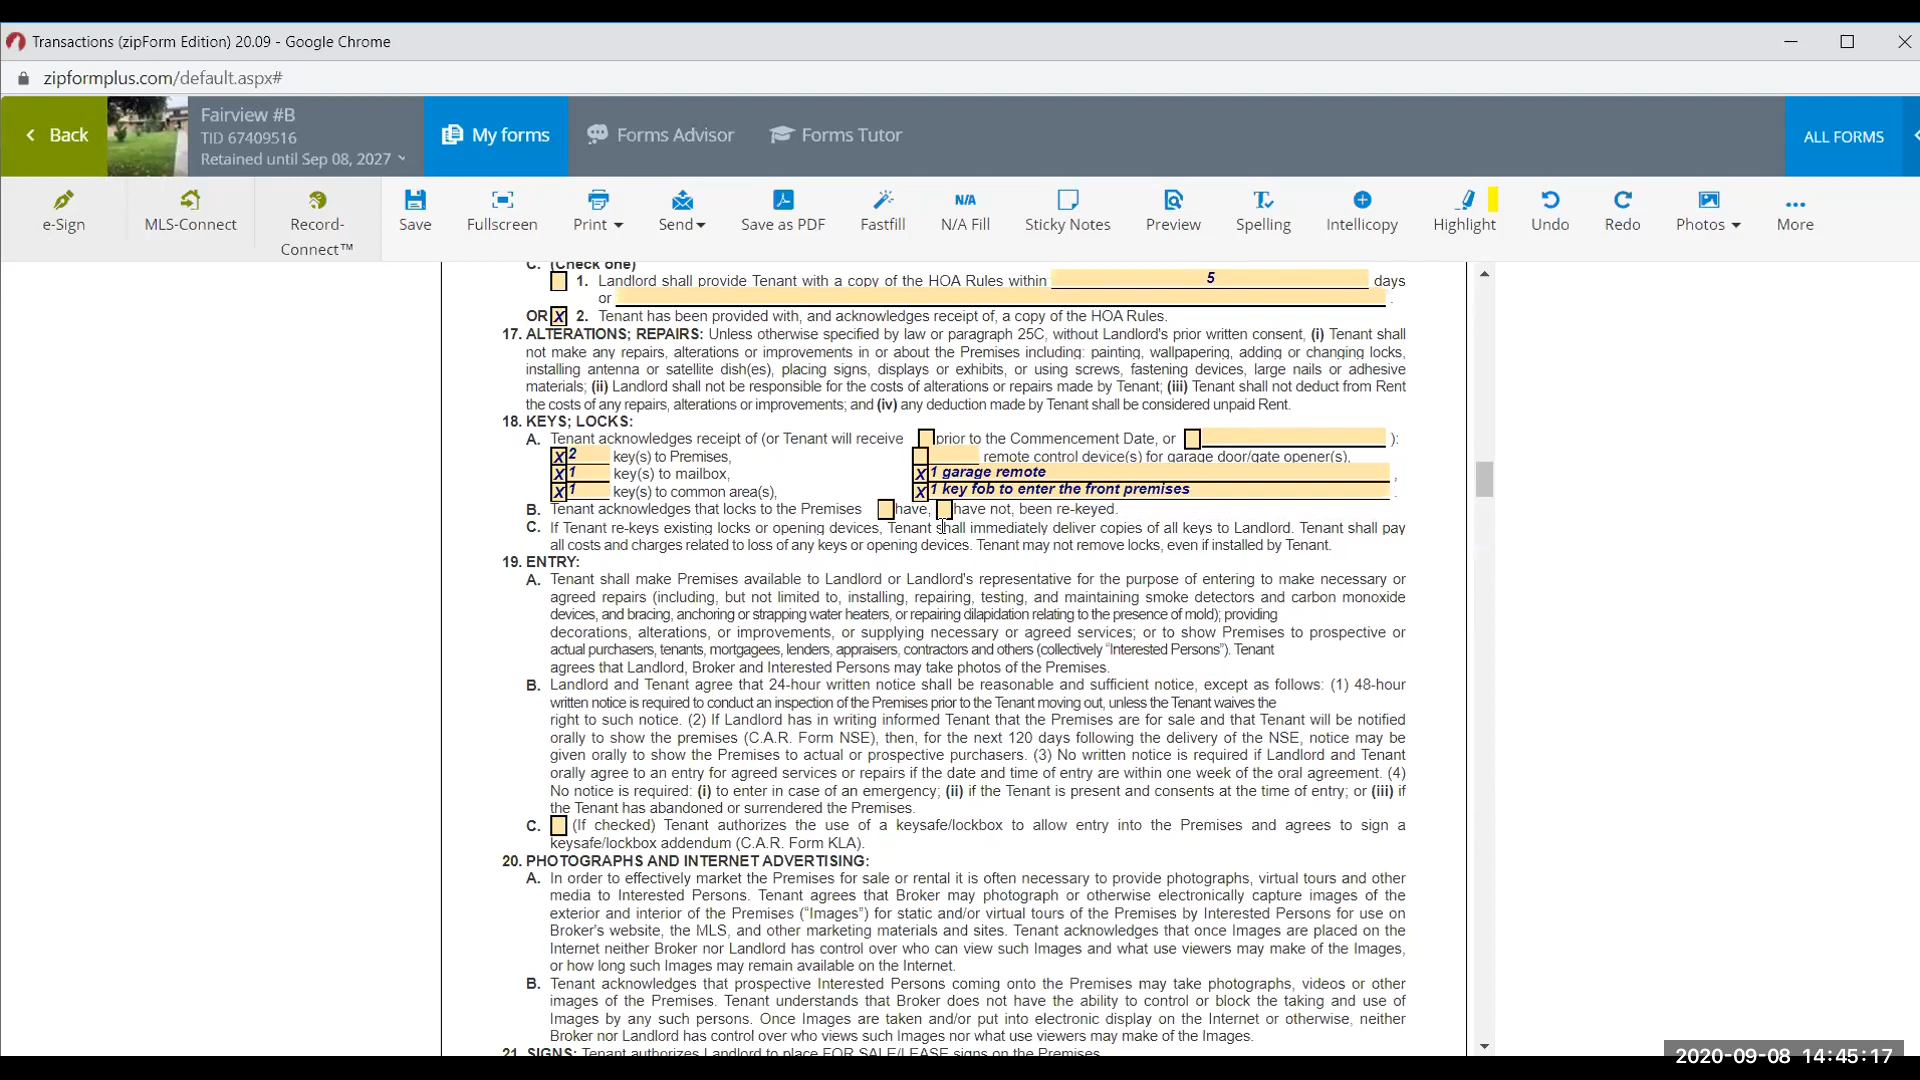 Transactions (zipForm Edition) 20.09 - Google Chrome
zipformplus.com/default.aspx#
Back
Fairview #B
TID 67409516
Retained until Sep 08, 2027
My forms
Forms Advisor
Forms Tutor
ALL FORMS
e-Sign
MLS-Connect
Record-Connect™
Save
Fullscreen
Print
Send
Save as PDF
Fastfill
N/A
N/A Fill
Sticky Notes
Preview
Spelling
Intellicopy
Highlight
Undo
Redo
Photos
More
C. (Check one)
1. Landlord shall provide Tenant with a copy of the HOA Rules within 5 days
or .
OR X 2. Tenant has been provided with, and acknowledges receipt of, a copy of the HOA Rules.
17. ALTERATIONS; REPAIRS: Unless otherwise specified by law or paragraph 25C, without Landlord's prior written consent, (i) Tenant shall
not make any repairs, alterations or improvements in or about the Premises including: painting, wallpapering, adding or changing locks,
installing antenna or satellite dish(es), placing signs, displays or exhibits, or using screws, fastening devices, large nails or adhesive
materials; (ii) Landlord shall not be responsible for the costs of alterations or repairs made by Tenant; (iii) Tenant shall not deduct from Rent
the costs of any repairs, alterations or improvements; and (iv) any deduction made by Tenant shall be considered unpaid Rent.
18. KEYS; LOCKS:
A. Tenant acknowledges receipt of (or Tenant will receive prior to the Commencement Date, or ):
X 2 key(s) to Premises, remote control device(s) for garage door/gate opener(s),
X 1 key(s) to mailbox, X 1 garage remote ,
X 1 key(s) to common area(s), X 1 key fob to enter the front premises .
B. Tenant acknowledges that locks to the Premises have, have not, been re-keyed.
C. If Tenant re-keys existing locks or opening devices, Tenant shall immediately deliver copies of all keys to Landlord. Tenant shall pay
all costs and charges related to loss of any keys or opening devices. Tenant may not remove locks, even if installed by Tenant.
19. ENTRY:
A. Tenant shall make Premises available to Landlord or Landlord's representative for the purpose of entering to make necessary or
agreed repairs (including, but not limited to, installing, repairing, testing, and maintaining smoke detectors and carbon monoxide
devices, and bracing, anchoring or strapping water heaters, or repairing dilapidation relating to the presence of mold); providing
decorations, alterations, or improvements, or supplying necessary or agreed services; or to show Premises to prospective or
actual purchasers, tenants, mortgagees, lenders, appraisers, contractors and others (collectively "Interested Persons"). Tenant
agrees that Landlord, Broker and Interested Persons may take photos of the Premises.
B. Landlord and Tenant agree that 24-hour written notice shall be reasonable and sufficient notice, except as follows: (1) 48-hour
written notice is required to conduct an inspection of the Premises prior to the Tenant moving out, unless the Tenant waives the
right to such notice. (2) If Landlord has in writing informed Tenant that the Premises are for sale and that Tenant will be notified
orally to show the premises (C.A.R. Form NSE), then, for the next 120 days following the delivery of the NSE, notice may be
given orally to show the Premises to actual or prospective purchasers. (3) No written notice is required if Landlord and Tenant
orally agree to an entry for agreed services or repairs if the date and time of entry are within one week of the oral agreement. (4)
No notice is required: (i) to enter in case of an emergency; (ii) if the Tenant is present and consents at the time of entry; or (iii) if
the Tenant has abandoned or surrendered the Premises.
C. (If checked) Tenant authorizes the use of a keysafe/lockbox to allow entry into the Premises and agrees to sign a
keysafe/lockbox addendum (C.A.R. Form KLA).
20. PHOTOGRAPHS AND INTERNET ADVERTISING:
A. In order to effectively market the Premises for sale or rental it is often necessary to provide photographs, virtual tours and other
media to Interested Persons. Tenant agrees that Broker may photograph or otherwise electronically capture images of the
exterior and interior of the Premises ("Images") for static and/or virtual tours of the Premises by Interested Persons for use on
Broker's website, the MLS, and other marketing materials and sites. Tenant acknowledges that once Images are placed on the
Internet neither Broker nor Landlord has control over who can view such Images and what use viewers may make of the Images,
or how long such Images may remain available on the Internet.
B. Tenant acknowledges that prospective Interested Persons coming onto the Premises may take photographs, videos or other
images of the Premises. Tenant understands that Broker does not have the ability to control or block the taking and use of
Images by any such persons. Once Images are taken and/or put into electronic display on the Internet or otherwise, neither
Broker nor Landlord has control over who views such Images nor what use viewers may make of the Images.
21. SIGNS: Tenant authorizes Landlord to place FOR SALE/LEASE signs on the Premises.
2020-09-08 14:45:17